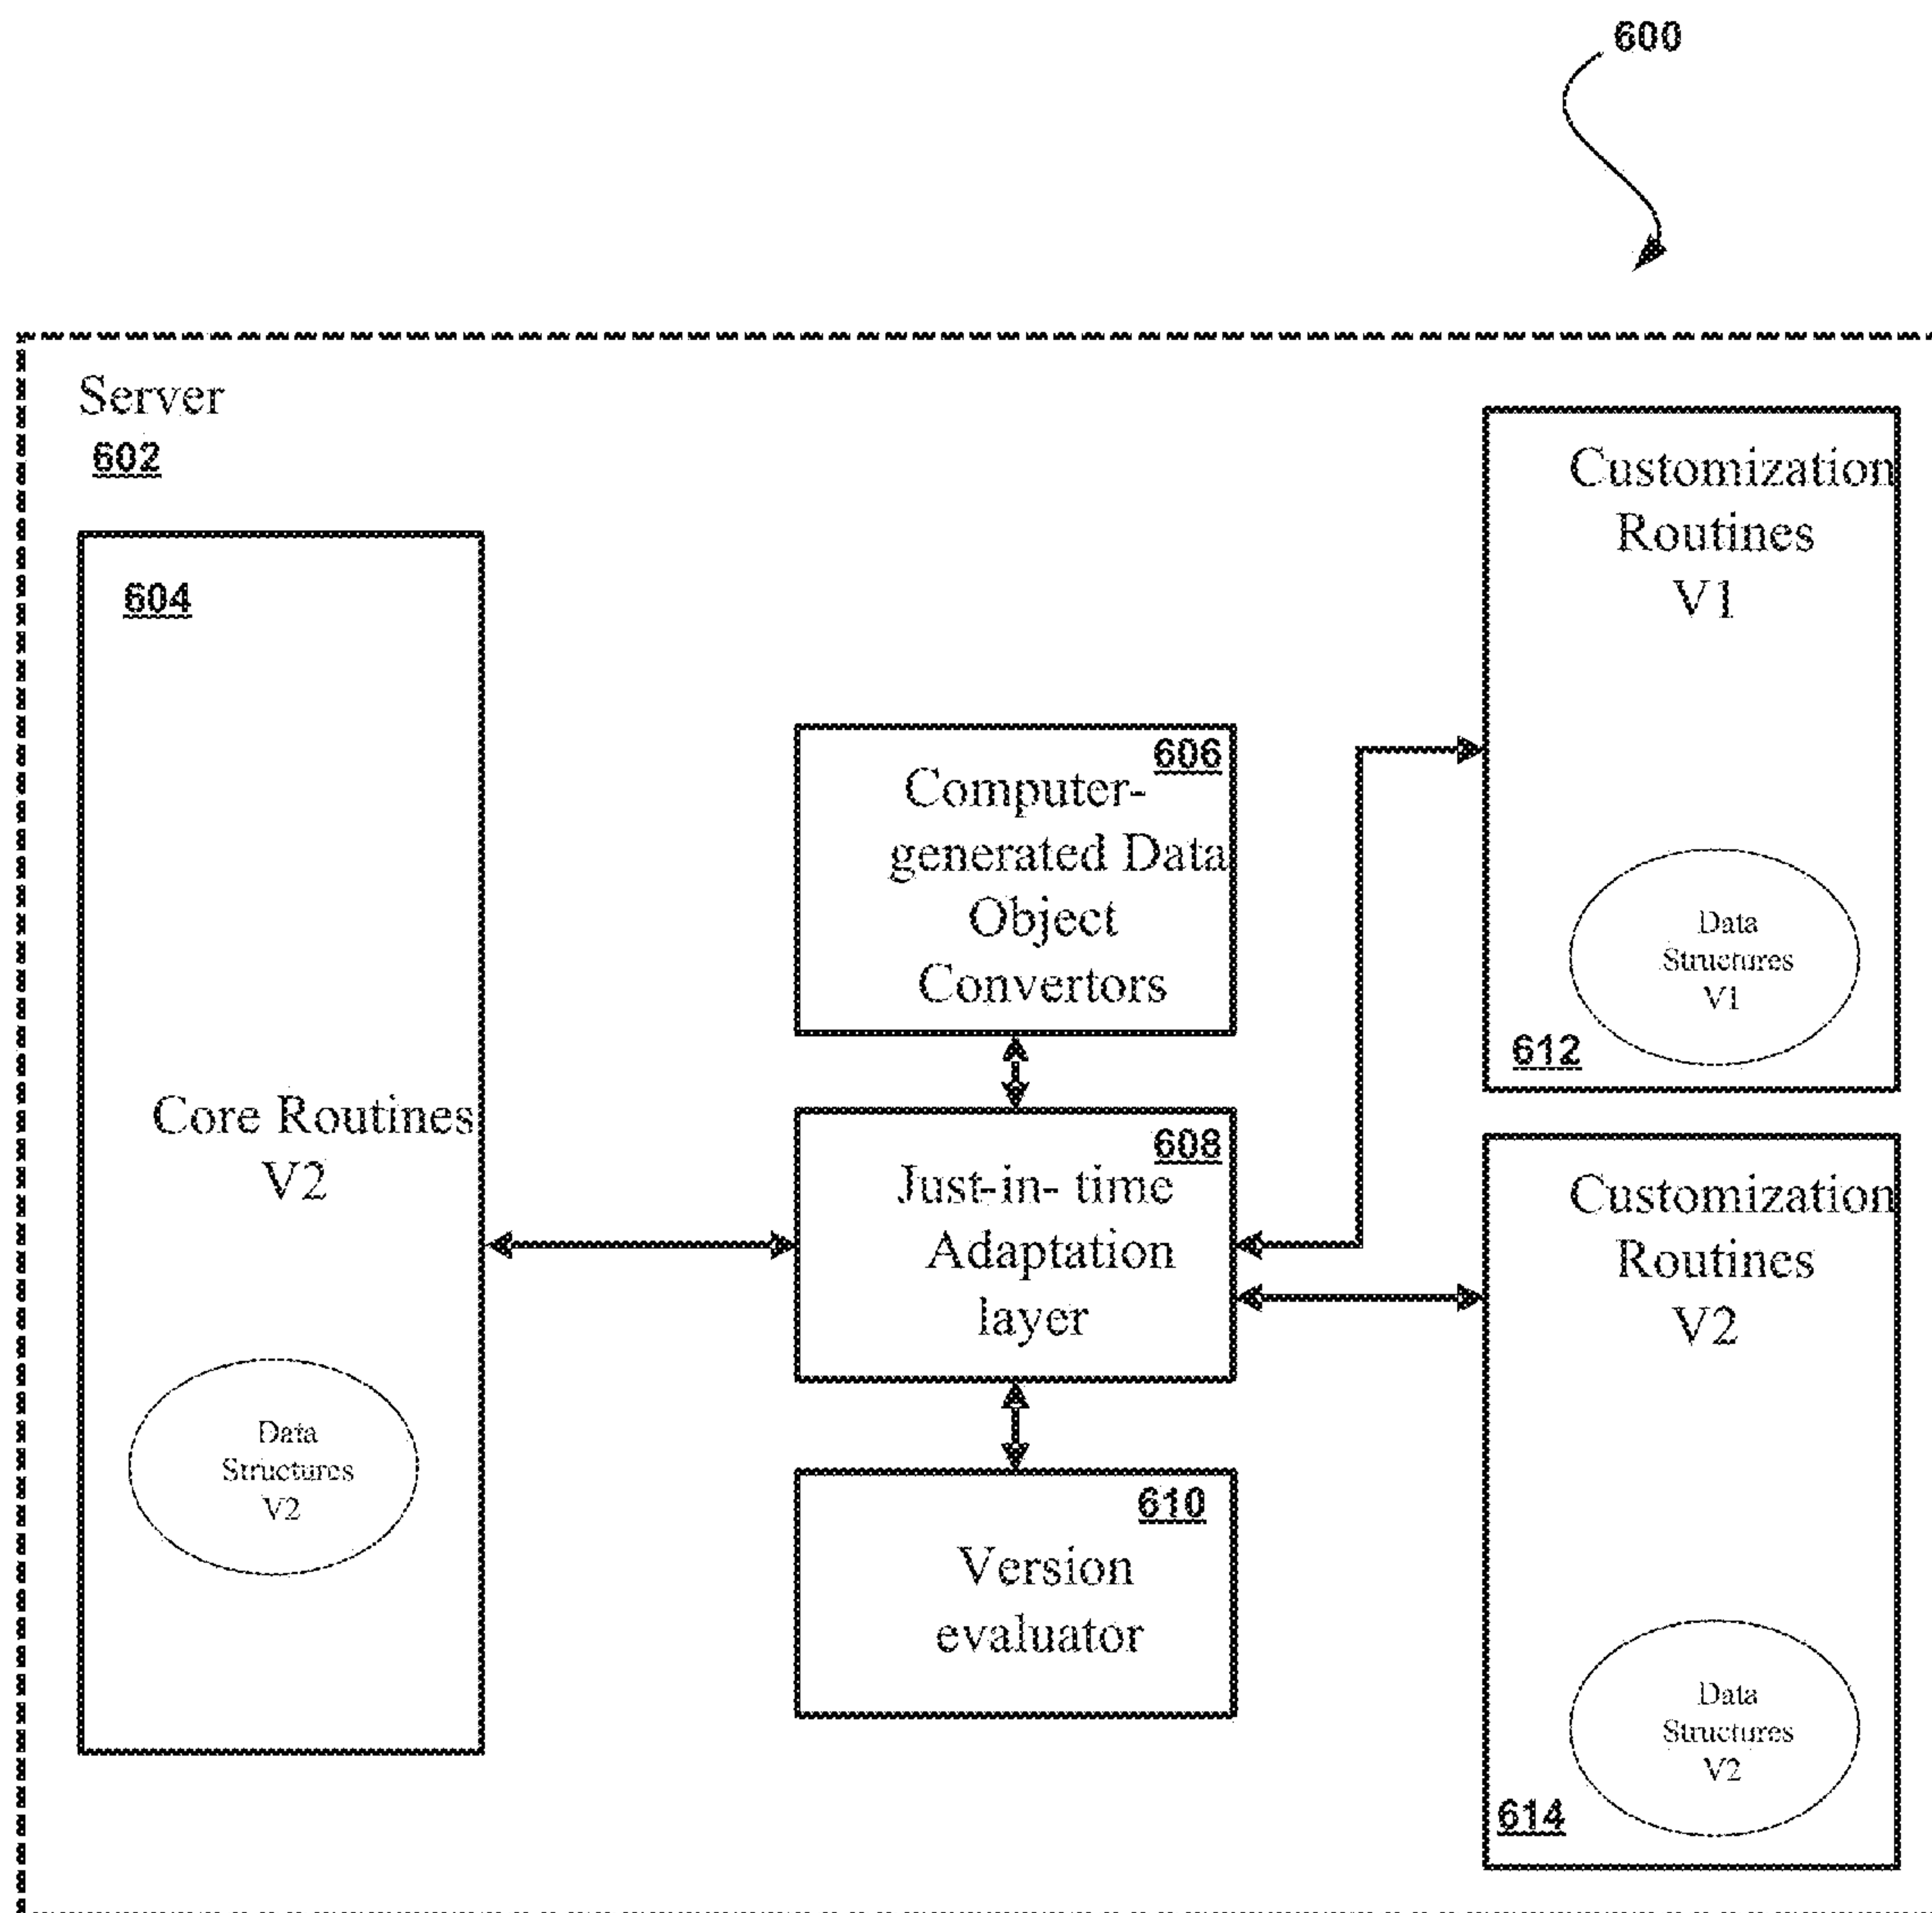 600
Server
602
604
Core Routines
V2
Data
Structures
V2
606
Computer-
generated Data
Object
Convertors
608
Just-in- time
Adaptation
layer
610
Version
evaluator
Customization
Routines
V1
Data
Structures
V1
612
Customization
Routines
V2
Data
Structures
V2
614